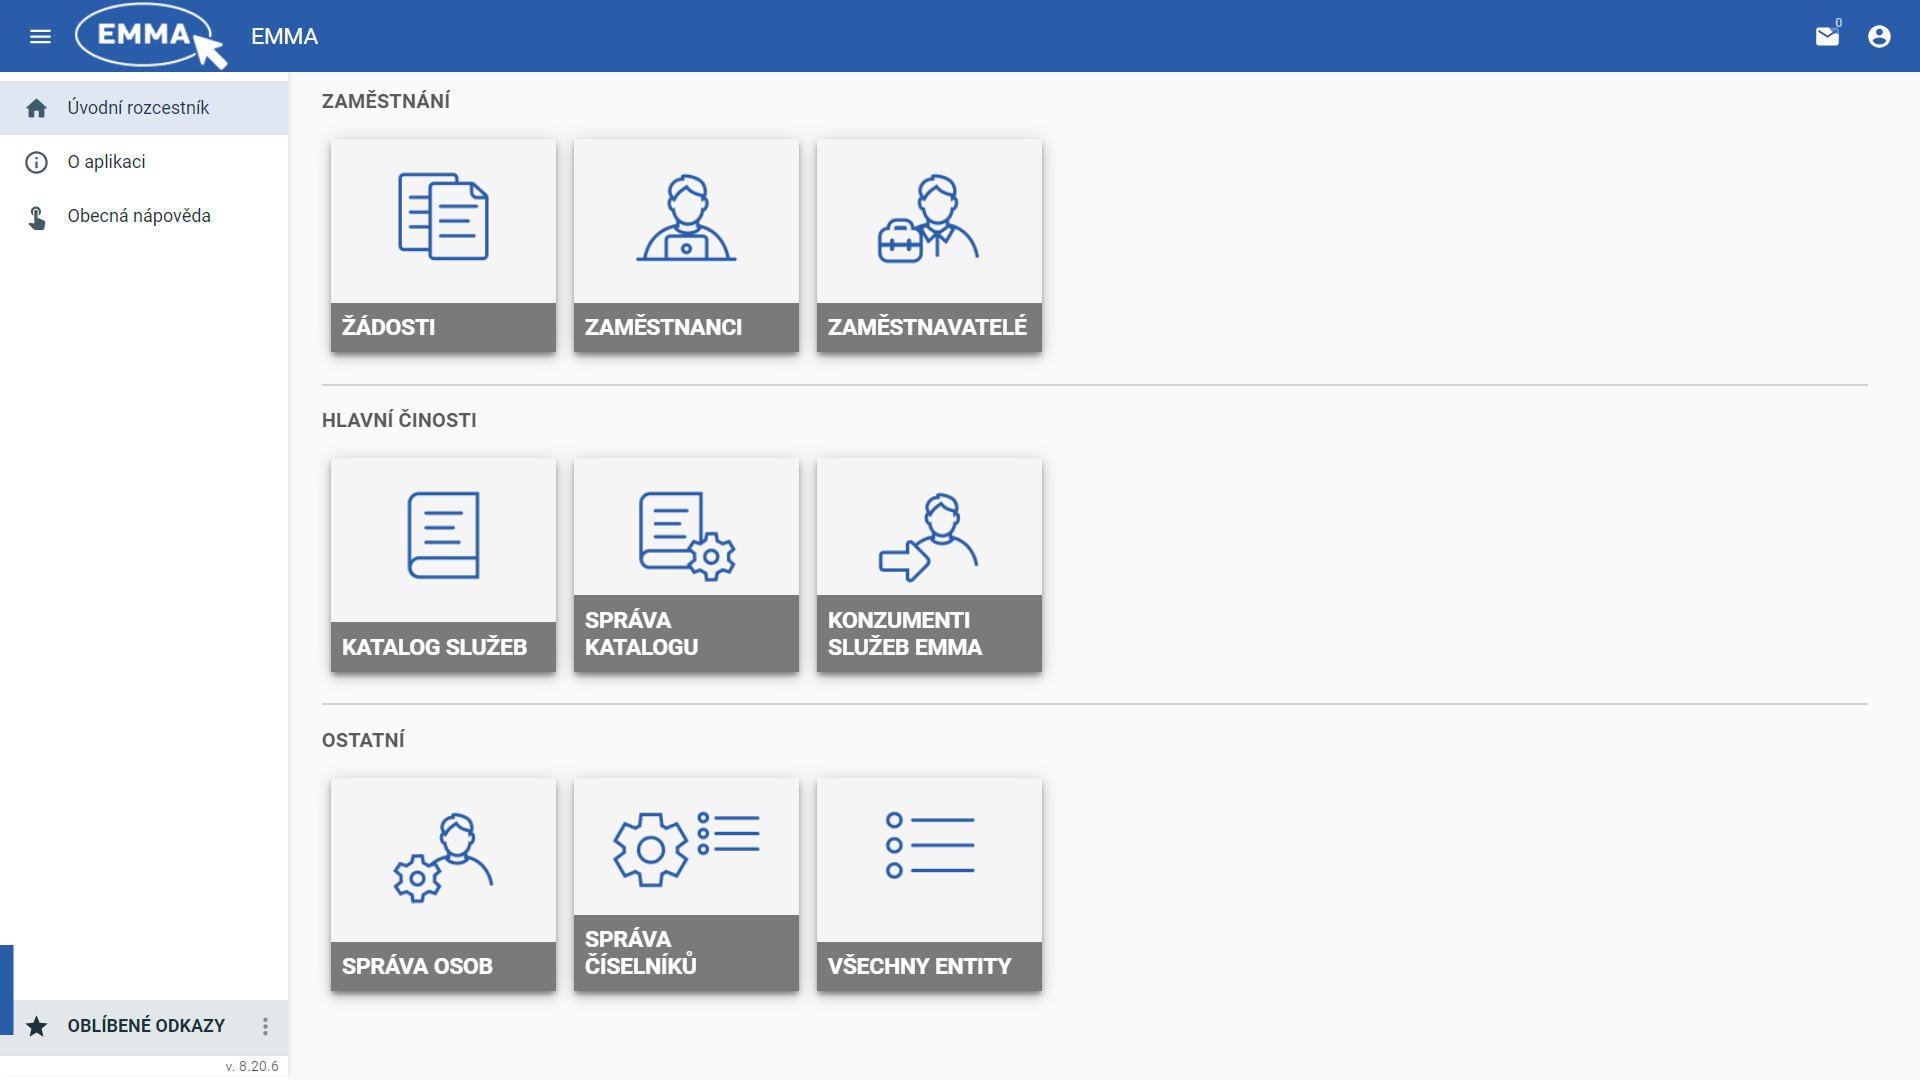 EMMA
EMMA
0
Úvodní rozcestník
O aplikaci
Obecná nápověda
ZAMĚSTNÁNÍ
ŽÁDOSTI
ZAMĚSTNANCI
ZAMĚSTNAVATELÉ
HLAVNÍ ČINOSTI
KATALOG SLUŽEB
SPRÁVA
KATALOGU
KONZUMENTI
SLUŽEB EMMA
OSTATNÍ
SPRÁVA OSOB
SPRÁVA
ČÍSELNÍKŮ
VŠECHNY ENTITY
OBLÍBENÉ ODKAZY
v. 8.20.6